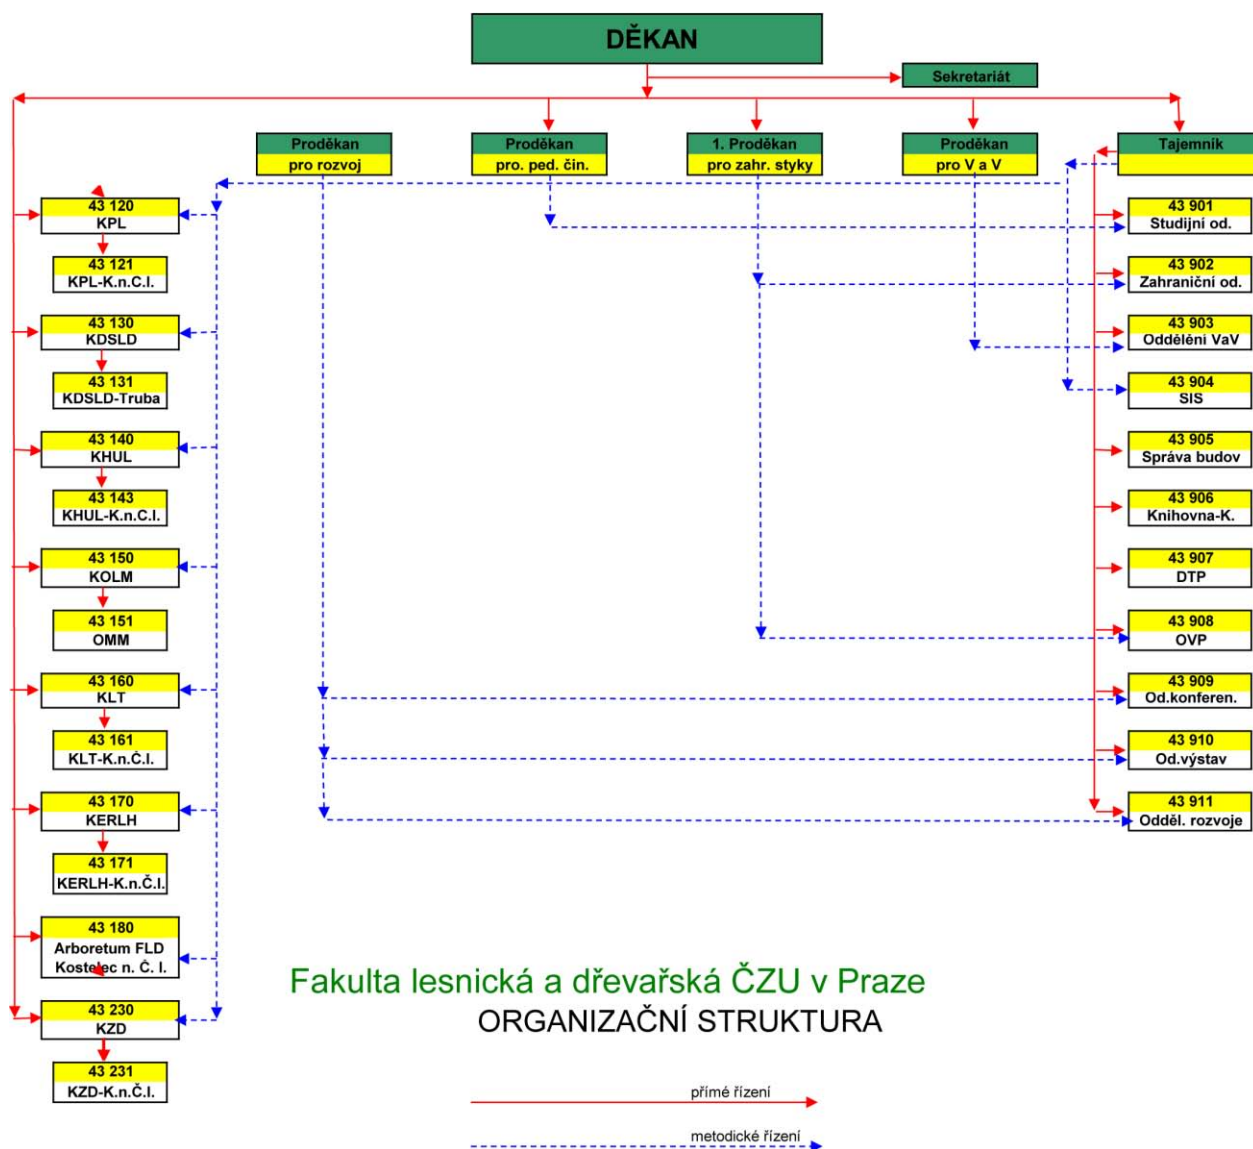 DĚKAN
Sekretariát
Proděkan
pro rozvoj
Proděkan
pro. ped. čin.
1. Proděkan
pro zahr. styky
Proděkan
pro V a V
Tajemník
43 120
KPL
43 121
KPL-K.n.C.l.
43 130
KDSLD
43 131
KDSLD-Truba
43 140
KHUL
43 143
KHUL-K.n.C.l.
43 150
KOLM
43 151
OMM
43 160
KLT
43 161
KLT-K.n.Č.l.
43 170
KERLH
43 171
KERLH-K.n.Č.l.
43 180
Arboretum FLD
Kostelec n. Č. l.
43 230
KZD
43 231
KZD-K.n.Č.l.
43 901
Studijní od.
43 902
Zahraniční od.
43 903
Oddělění VaV
43 904
SIS
43 905
Správa budov
43 906
Knihovna-K.
43 907
DTP
43 908
OVP
43 909
Od.konferen.
43 910
Od.výstav
43 911
Odděl. rozvoje
Fakulta lesnická a dřevařská ČZU v Praze
ORGANIZAČNÍ STRUKTURA
přímé řízení
metodické řízení